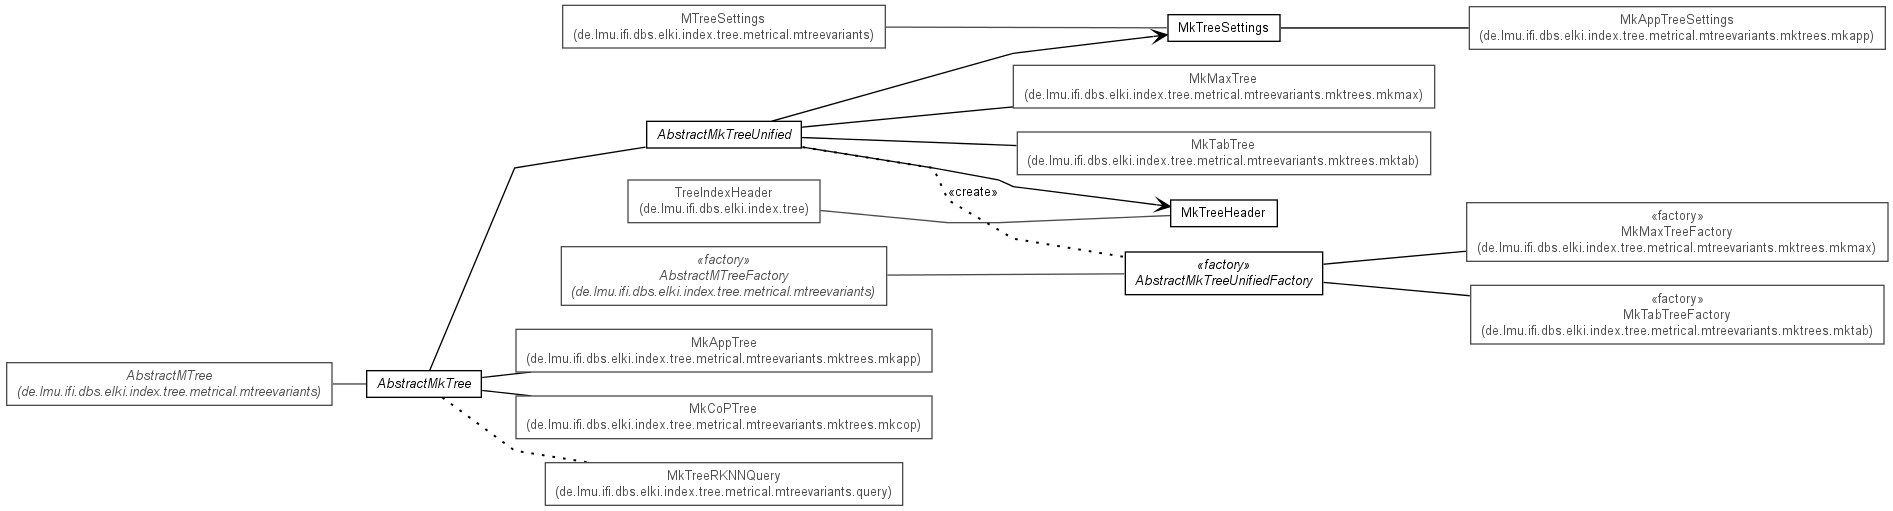 MTreeSettings
(de.lmu.ifi.dbs.elki.index.tree.metrical.mtreevariants)
MkTreeSettings
MkAppTreeSettings
(de.lmu.ifi.dbs.elki.index.tree.metrical.mtreevariants.mktrees.mkapp)
MkMaxTree
(de.lmu.ifi.dbs.elki.index.tree.metrical.mtreevariants.mktrees.mkmax)
AbstractMkTreeUnified
MkTabTree
(de.lmu.ifi.dbs.elki.index.tree.metrical.mtreevariants.mktrees.mktab)
TreeIndexHeader
(de.lmu.ifi.dbs.elki.index.tree)
«create»
MkTreeHeader
«factory»
MkMaxTreeFactory
(de.lmu.ifi.dbs.elki.index.tree.metrical.mtreevariants.mktrees.mkmax)
«factory»
AbstractMTreeFactory
(de.lmu.ifi.dbs.elki.index.tree.metrical.mtreevariants)
«factory»
AbstractMkTreeUnifiedFactory
«factory»
MkTabTreeFactory
(de.lmu.ifi.dbs.elki.index.tree.metrical.mtreevariants.mktrees.mktab)
MkAppTree
(de.lmu.ifi.dbs.elki.index.tree.metrical.mtreevariants.mktrees.mkapp)
AbstractMTree
(de.lmu.ifi.dbs.elki.index.tree.metrical.mtreevariants)
AbstractMkTree
MkCoPTree
(de.lmu.ifi.dbs.elki.index.tree.metrical.mtreevariants.mktrees.mkcop)
MkTreeRKNNQuery
(de.lmu.ifi.dbs.elki.index.tree.metrical.mtreevariants.query)